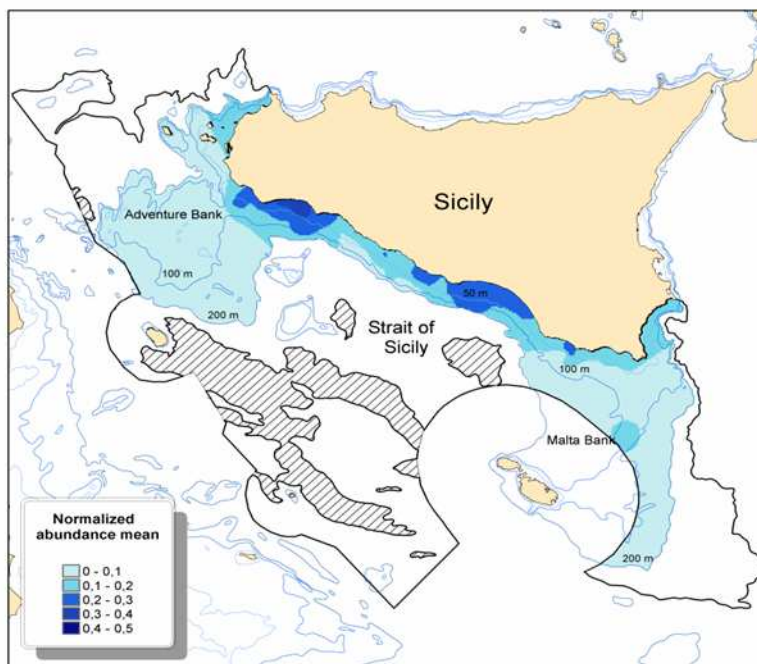 Sicily
Adventure Bank
100 m
50 m
200 m
Strait of
Sicily
100 m
Malta Bank
200 m
Normalized
abundance mean
0 - 0,1
0,1 - 0,2
0,2 - 0,3
0,3 - 0,4
0,4 - 0,5